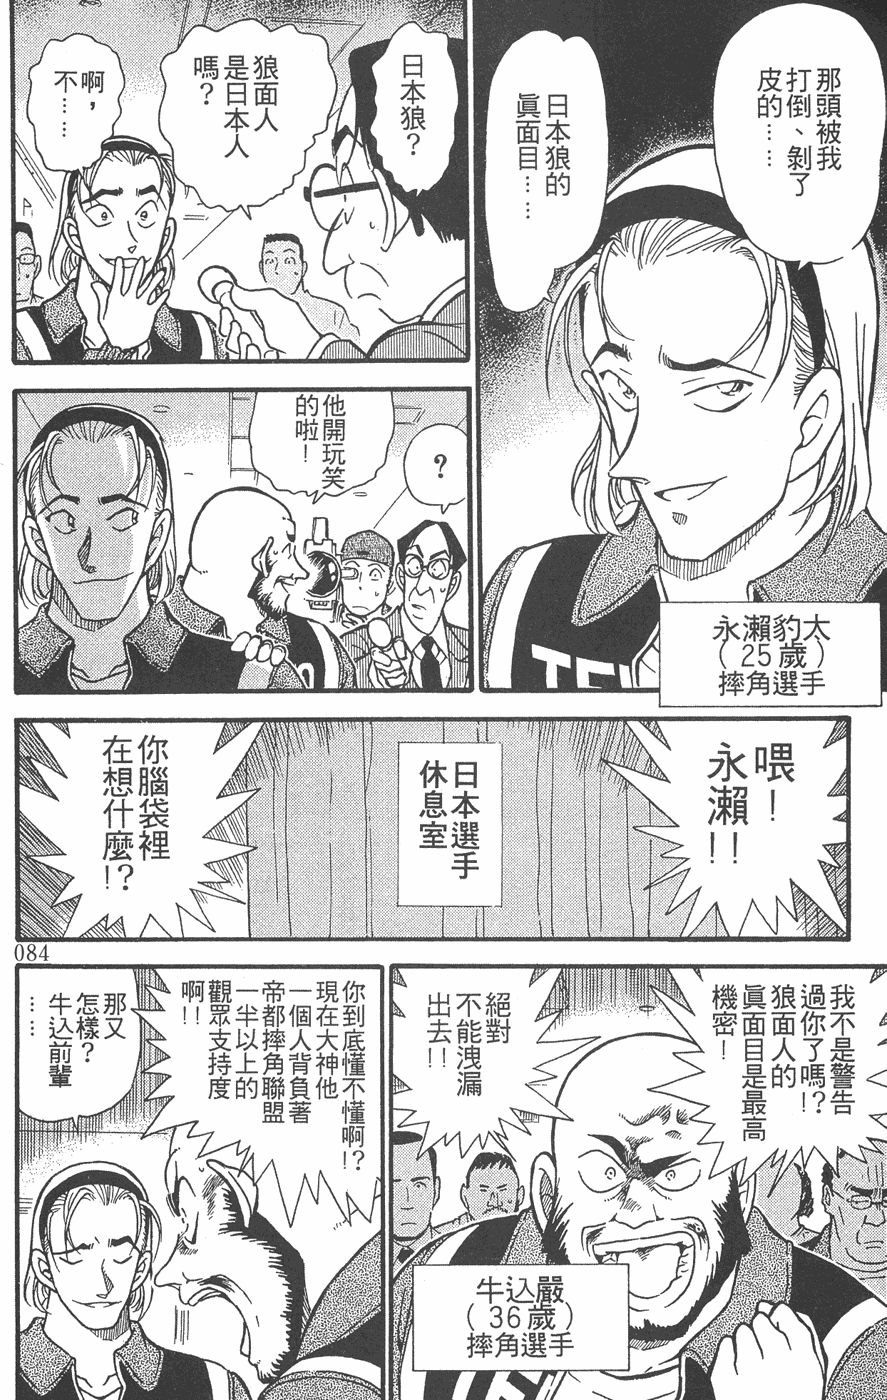 那頭被我
打倒、剝了
皮的……
日本狼的
眞面目……
永瀨豹太
（25歲）
摔角選手
日本狼？
狼面人
是日本人
嗎？
啊，
不……
？
他開玩笑
的啦！
喂！
永瀨！！
日本選手
休息室
你腦袋裡
在想什麼！？
084
我不是警告
過你了嗎！？
狼面人的
眞面目是最高
機密！
絕對
不能洩漏
出去！！
牛込嚴
（36歲）
摔角選手
你到底懂不懂啊！？
現在大神他
一個人背負著
帝都摔角聯盟
一半以上的
觀眾支持度
啊！！
那又
怎樣？
牛込前輩
……